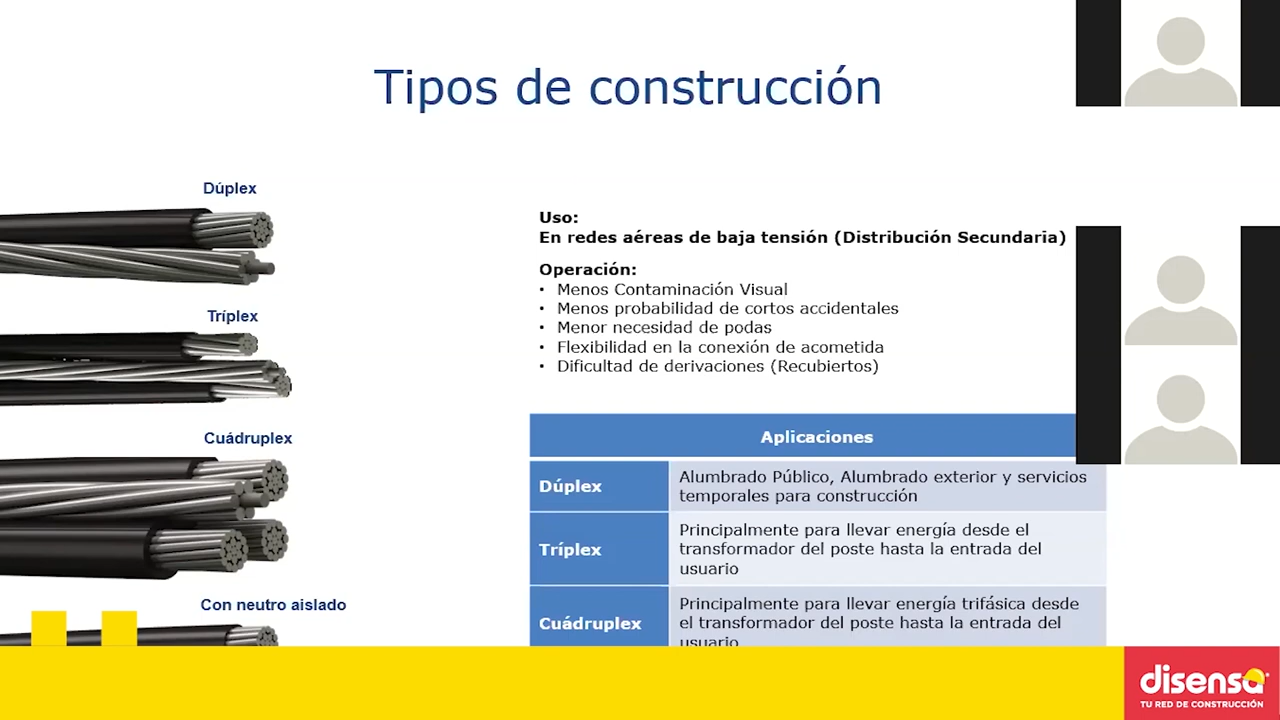 Tipos de construcción
Dúplex
Tríplex
Cuádruplex
Con neutro aislado
Uso:
En redes aéreas de baja tensión (Distribución Secundaria)
Operación:
• Menos Contaminación Visual
• Menos probabilidad de cortos accidentales
• Menor necesidad de podas
• Flexibilidad en la conexión de acometida
• Dificultad de derivaciones (Recubiertos)
Aplicaciones
Dúplex
Alumbrado Público, Alumbrado exterior y servicios
temporales para construcción
Tríplex
Principalmente para llevar energía desde el
transformador del poste hasta la entrada del
usuario
Cuádruplex
Principalmente para llevar energía trifásica desde
el transformador del poste hasta la entrada del
usuario
disensa
TU RED DE CONSTRUCCIÓN